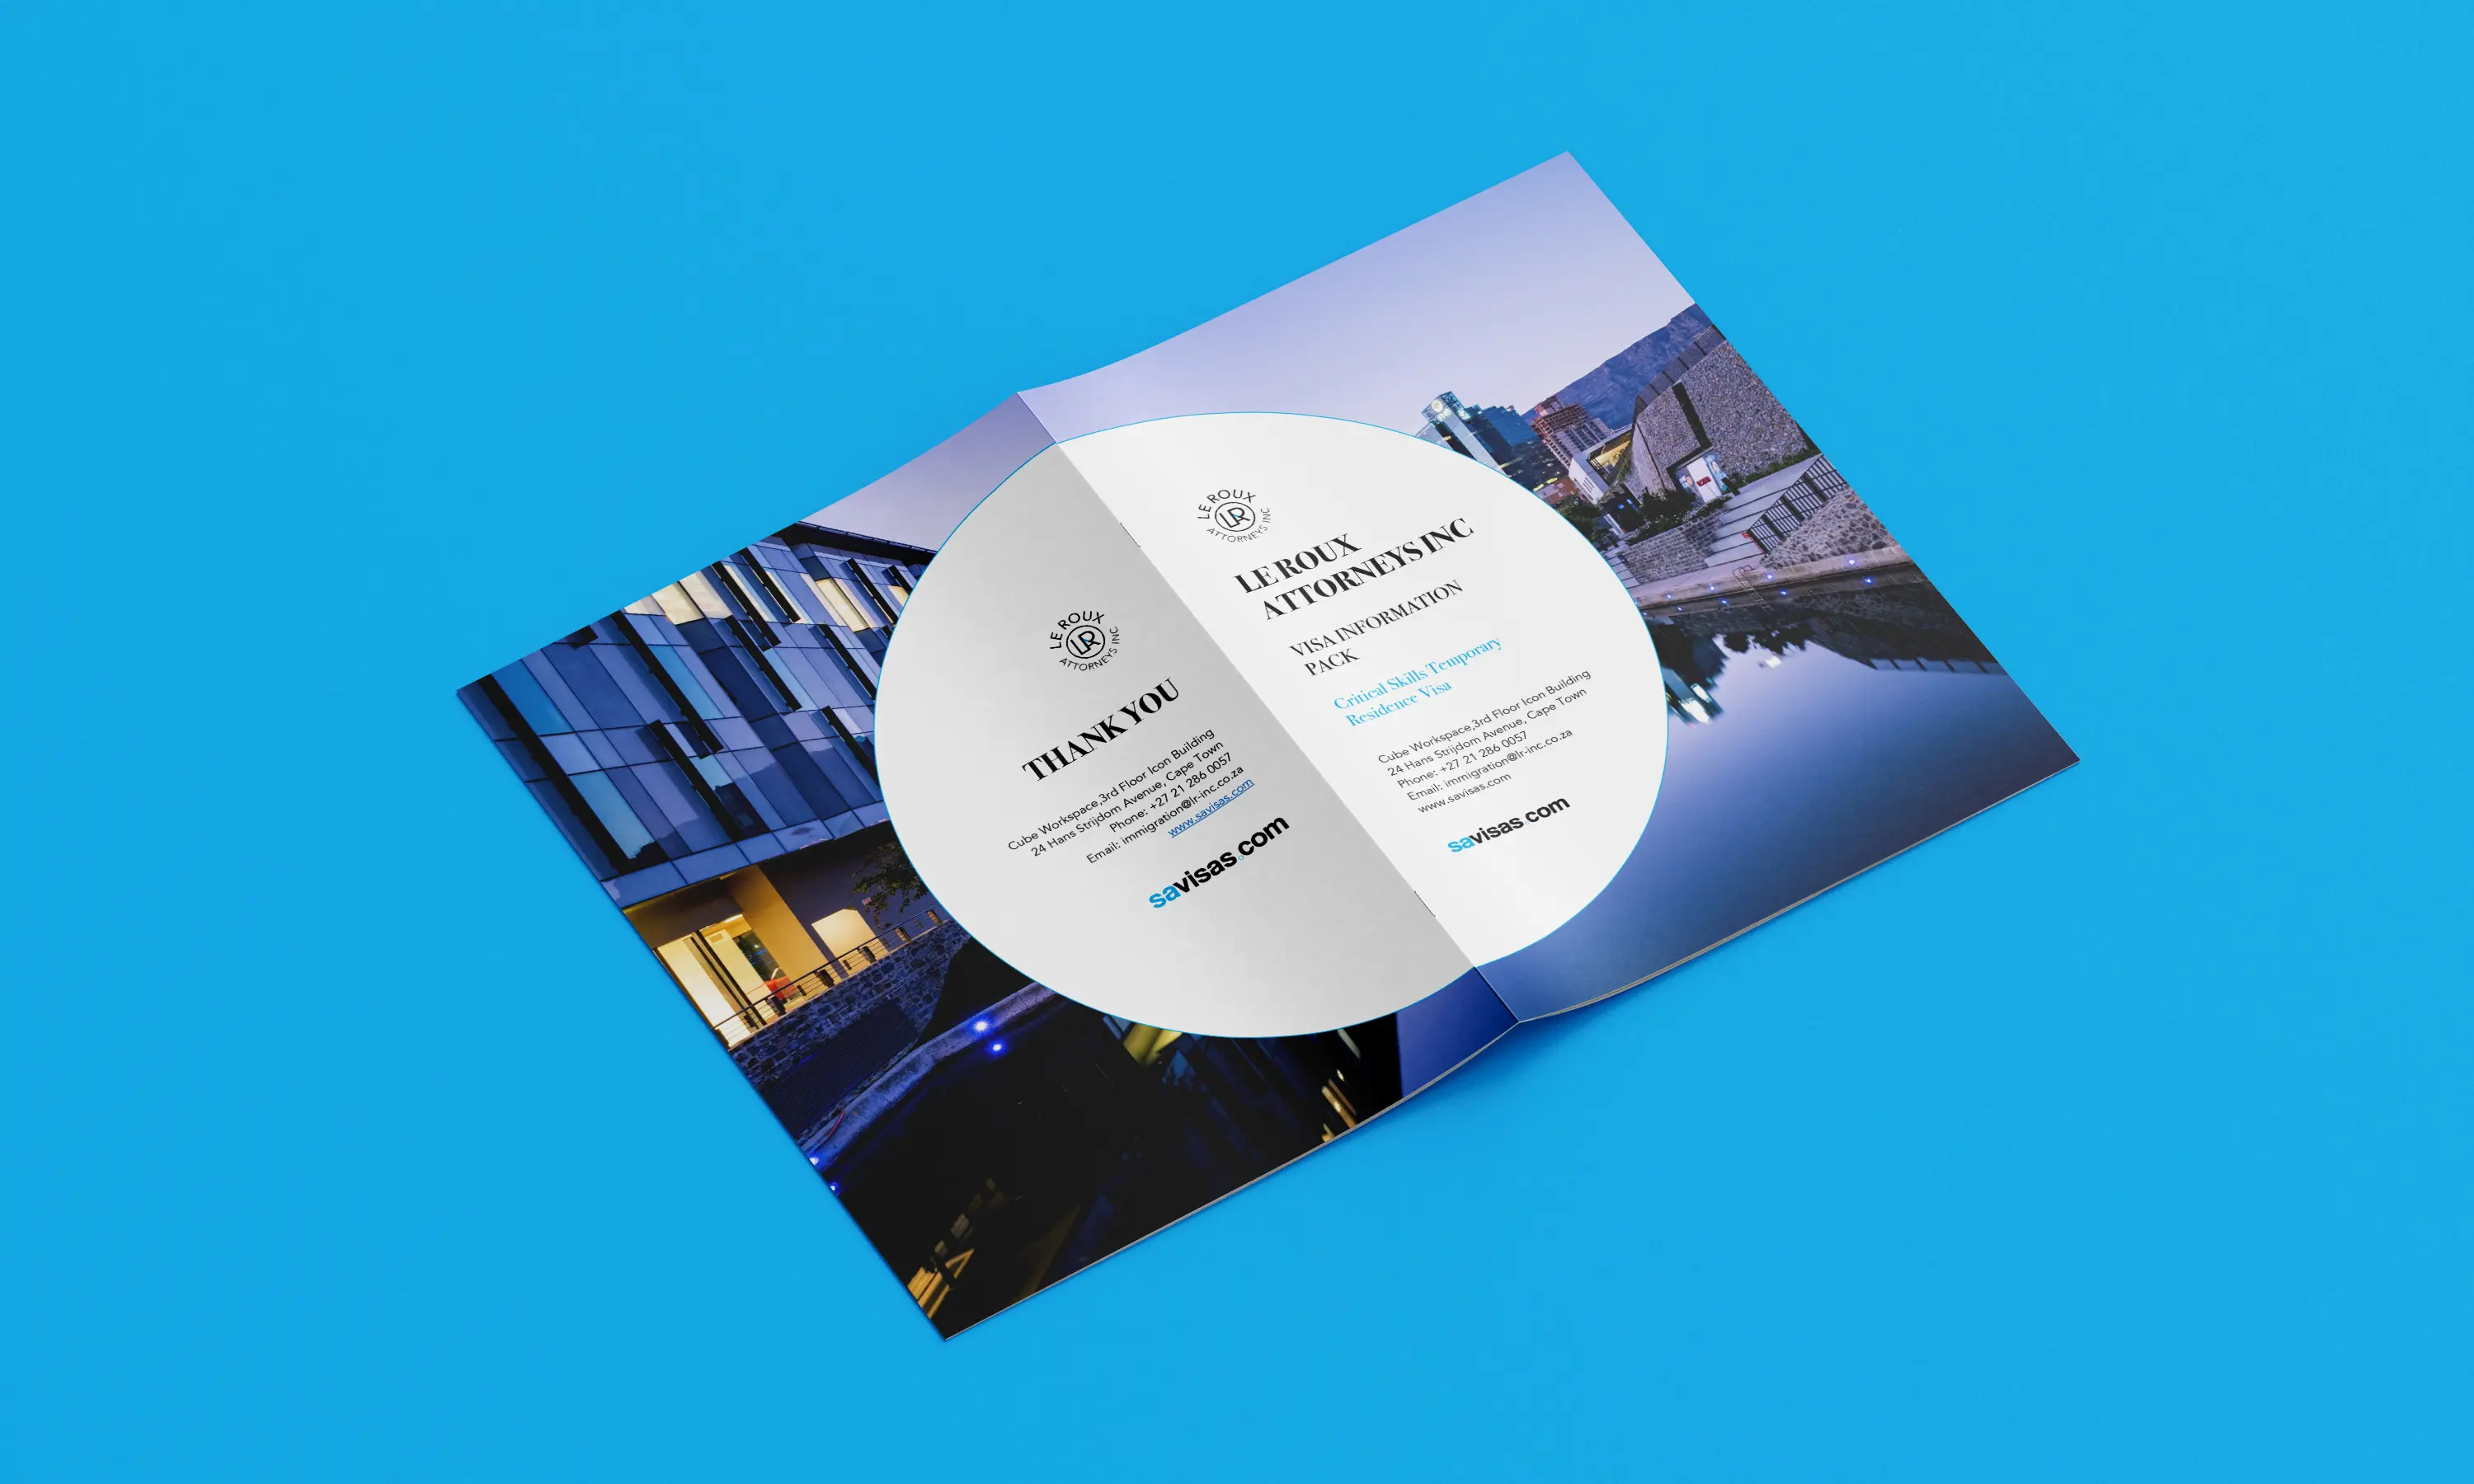 LE ROUX
LR
ATTORNEYS INC
THANK YOU
Cube Workspace,3rd Floor Icon Building
24 Hans Strijdom Avenue, Cape Town
Phone: +27 21 286 0057
Email: immigration@lr-inc.co.za
www.savisas.com
savisas.com
LE ROUX
LR
ATTORNEYS INC
LE ROUX
ATTORNEYS INC
VISA INFORMATION
PACK
Critical Skills Temporary
Residence Visa
Cube Workspace,3rd Floor Icon Building
24 Hans Strijdom Avenue, Cape Town
Phone: +27 21 286 0057
Email: immigration@lr-inc.co.za
www.savisas.com
savisas.com